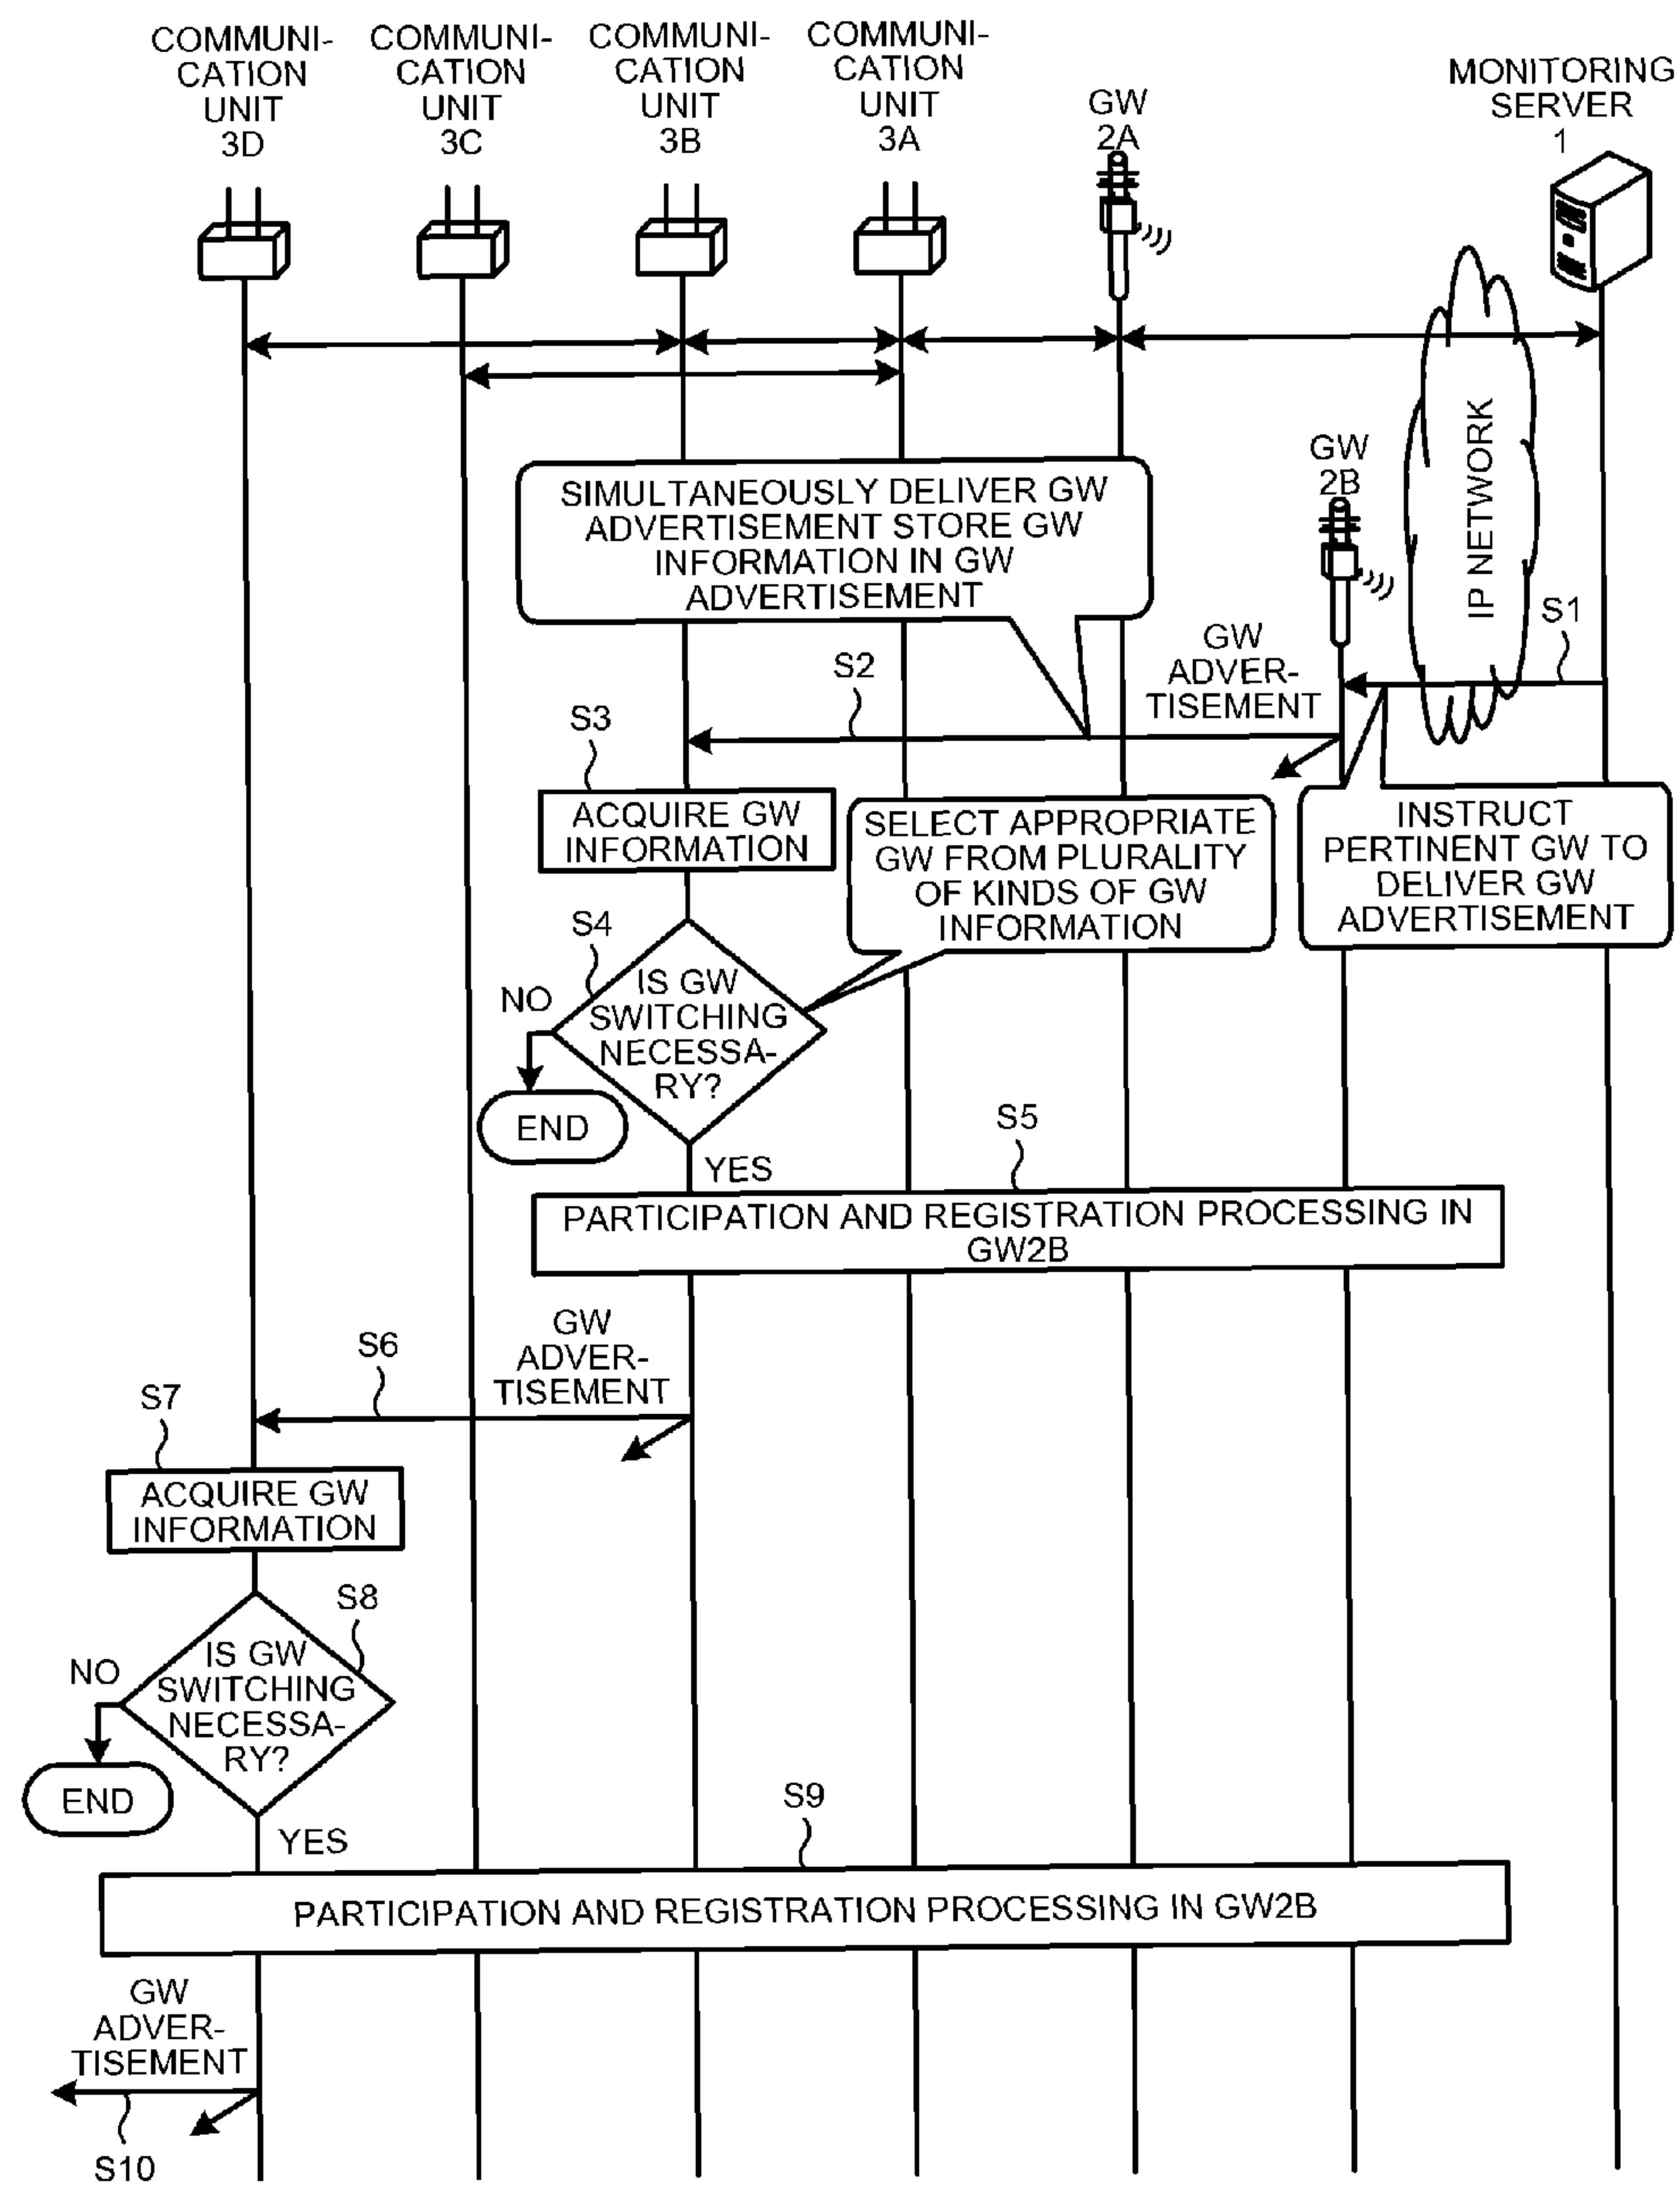 COMMUNI-
CATION
UNIT
3D
COMMUNI-
CATION
UNIT
3C
COMMUNI-
CATION
UNIT
3B
COMMUNI-
CATION
UNIT
3A
GW
2A
MONITORING
SERVER
1
GW
2B
IP NETWORK
S1
SIMULTANEOUSLY DELIVER GW
ADVERTISEMENT STORE GW
INFORMATION IN GW
ADVERTISEMENT
GW
ADVER-
TISEMENT
S2
S3
ACQUIRE GW
INFORMATION
SELECT APPROPRIATE
GW FROM PLURALITY
OF KINDS OF GW
INFORMATION
INSTRUCT
PERTINENT GW TO
DELIVER GW
ADVERTISEMENT
S4
IS GW
SWITCHING
NECESSA-
RY?
NO
END
YES
S5
PARTICIPATION AND REGISTRATION PROCESSING IN
GW2B
GW
ADVER-
TISEMENT
S6
S7
ACQUIRE GW
INFORMATION
S8
IS GW
SWITCHING
NECESSA-
RY?
NO
END
YES
S9
PARTICIPATION AND REGISTRATION PROCESSING IN GW2B
GW
ADVER-
TISEMENT
S10